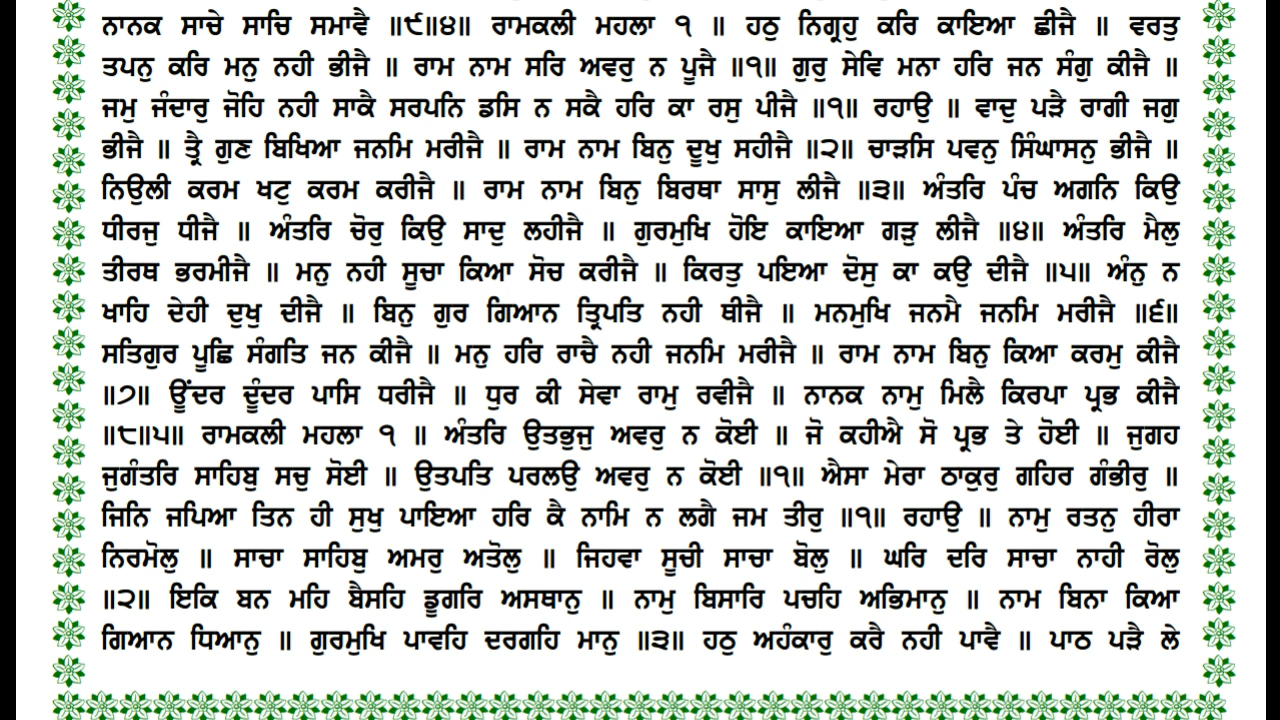 ਨਾਨਕ ਸਾਚੇ ਸਾਚਿ ਸਮਾਵੈ ॥੯॥੪॥ ਰਾਮਕਲੀ ਮਹਲਾ ੧ ॥ ਹਠੁ ਨਿਗ੍ਰਹੁ ਕਰਿ ਕਾਇਆ ਛੀਜੈ ॥ ਵਰਤੁ
ਤਪਨੁ ਕਰਿ ਮਨੁ ਨਹੀ ਭੀਜੈ ॥ ਰਾਮ ਨਾਮ ਸਰਿ ਅਵਰੁ ਨ ਪੂਜੈ ॥੧॥ ਗੁਰੁ ਸੇਵਿ ਮਨਾ ਹਰਿ ਜਨ ਸੰਗੁ ਕੀਜੈ ॥
ਜਮੁ ਜੰਦਾਰੁ ਜੋਹਿ ਨਹੀ ਸਾਕੈ ਸਰਪਨਿ ਡਸਿ ਨ ਸਕੈ ਹਰਿ ਕਾ ਰਸੁ ਪੀਜੈ ॥੧॥ ਰਹਾਉ ॥ ਵਾਦੁ ਪੜੈ ਰਾਗੀ ਜਗੁ
ਭੀਜੈ ॥ ਤ੍ਰੈ ਗੁਣ ਬਿਖਿਆ ਜਨਮਿ ਮਰੀਜੈ ॥ ਰਾਮ ਨਾਮ ਬਿਨੁ ਦੂਖੁ ਸਹੀਜੈ ॥੨॥ ਚਾੜਸਿ ਪਵਨੁ ਸਿੰਘਾਸਨੁ ਭੀਜੈ ॥
ਨਿਉਲੀ ਕਰਮ ਖਟੁ ਕਰਮ ਕਰੀਜੈ ॥ ਰਾਮ ਨਾਮ ਬਿਨੁ ਬਿਰਥਾ ਸਾਸੁ ਲੀਜੈ ॥੩॥ ਅੰਤਰਿ ਪੰਚ ਅਗਨਿ ਕਿਉ
ਧੀਰਜੁ ਧੀਜੈ ॥ ਅੰਤਰਿ ਚੋਰੁ ਕਿਉ ਸਾਦੁ ਲਹੀਜੈ ॥ ਗੁਰਮੁਖਿ ਹੋਇ ਕਾਇਆ ਗੜੁ ਲੀਜੈ ॥੪॥ ਅੰਤਰਿ ਮੈਲੁ
ਤੀਰਥ ਭਰਮੀਜੈ ॥ ਮਨੁ ਨਹੀ ਸੂਚਾ ਕਿਆ ਸੋਚ ਕਰੀਜੈ ॥ ਕਿਰਤੁ ਪਇਆ ਦੋਸੁ ਕਾ ਕਉ ਦੀਜੈ ॥੫॥ ਅੰਨੁ ਨ
ਖਾਹਿ ਦੇਹੀ ਦੁਖੁ ਦੀਜੈ ॥ ਬਿਨੁ ਗੁਰ ਗਿਆਨ ਤ੍ਰਿਪਤਿ ਨਹੀ ਥੀਜੈ ॥ ਮਨਮੁਖਿ ਜਨਮੈ ਜਨਮਿ ਮਰੀਜੈ ॥੬॥
ਸਤਿਗੁਰ ਪੂਛਿ ਸੰਗਤਿ ਜਨ ਕੀਜੈ ॥ ਮਨੁ ਹਰਿ ਰਾਚੈ ਨਹੀ ਜਨਮਿ ਮਰੀਜੈ ॥ ਰਾਮ ਨਾਮ ਬਿਨੁ ਕਿਆ ਕਰਮੁ ਕੀਜੈ
॥੭॥ ਊਂਦਰ ਦੂੰਦਰ ਪਾਸਿ ਧਰੀਜੈ ॥ ਧੁਰ ਕੀ ਸੇਵਾ ਰਾਮੁ ਰਵੀਜੈ ॥ ਨਾਨਕ ਨਾਮੁ ਮਿਲੈ ਕਿਰਪਾ ਪ੍ਰਭ ਕੀਜੈ
॥੮॥੫॥ ਰਾਮਕਲੀ ਮਹਲਾ ੧ ॥ ਅੰਤਰਿ ਉਤਭੁਜੁ ਅਵਰੁ ਨ ਕੋਈ ॥ ਜੋ ਕਹੀਐ ਸੋ ਪ੍ਰਭ ਤੇ ਹੋਈ ॥ ਜੁਗਹ
ਜੁਗੰਤਰਿ ਸਾਹਿਬੁ ਸਚੁ ਸੋਈ ॥ ਉਤਪਤਿ ਪਰਲਉ ਅਵਰੁ ਨ ਕੋਈ ॥੧॥ ਐਸਾ ਮੇਰਾ ਠਾਕੁਰੁ ਗਹਿਰ ਗੰਭੀਰੁ ॥
ਜਿਨਿ ਜਪਿਆ ਤਿਨ ਹੀ ਸੁਖੁ ਪਾਇਆ ਹਰਿ ਕੈ ਨਾਮਿ ਨ ਲਗੈ ਜਮ ਤੀਰੁ ॥੧॥ ਰਹਾਉ ॥ ਨਾਮੁ ਰਤਨੁ ਹੀਰਾ
ਨਿਰਮੋਲੁ ॥ ਸਾਚਾ ਸਾਹਿਬੁ ਅਮਰੁ ਅਤੋਲੁ ॥ ਜਿਹਵਾ ਸੂਚੀ ਸਾਚਾ ਬੋਲੁ ॥ ਘਰਿ ਦਰਿ ਸਾਚਾ ਨਾਹੀ ਰੋਲੁ
॥੨॥ ਇਕਿ ਬਨ ਮਹਿ ਬੈਸਹਿ ਡੂਗਰਿ ਅਸਥਾਨੁ ॥ ਨਾਮੁ ਬਿਸਾਰਿ ਪਚਹਿ ਅਭਿਮਾਨੁ ॥ ਨਾਮ ਬਿਨਾ ਕਿਆ
ਗਿਆਨ ਧਿਆਨੁ ॥ ਗੁਰਮੁਖਿ ਪਾਵਹਿ ਦਰਗਹਿ ਮਾਨੁ ॥੩॥ ਹਠੁ ਅਹੰਕਾਰੁ ਕਰੈ ਨਹੀ ਪਾਵੈ ॥ ਪਾਠ ਪੜੈ ਲੇ